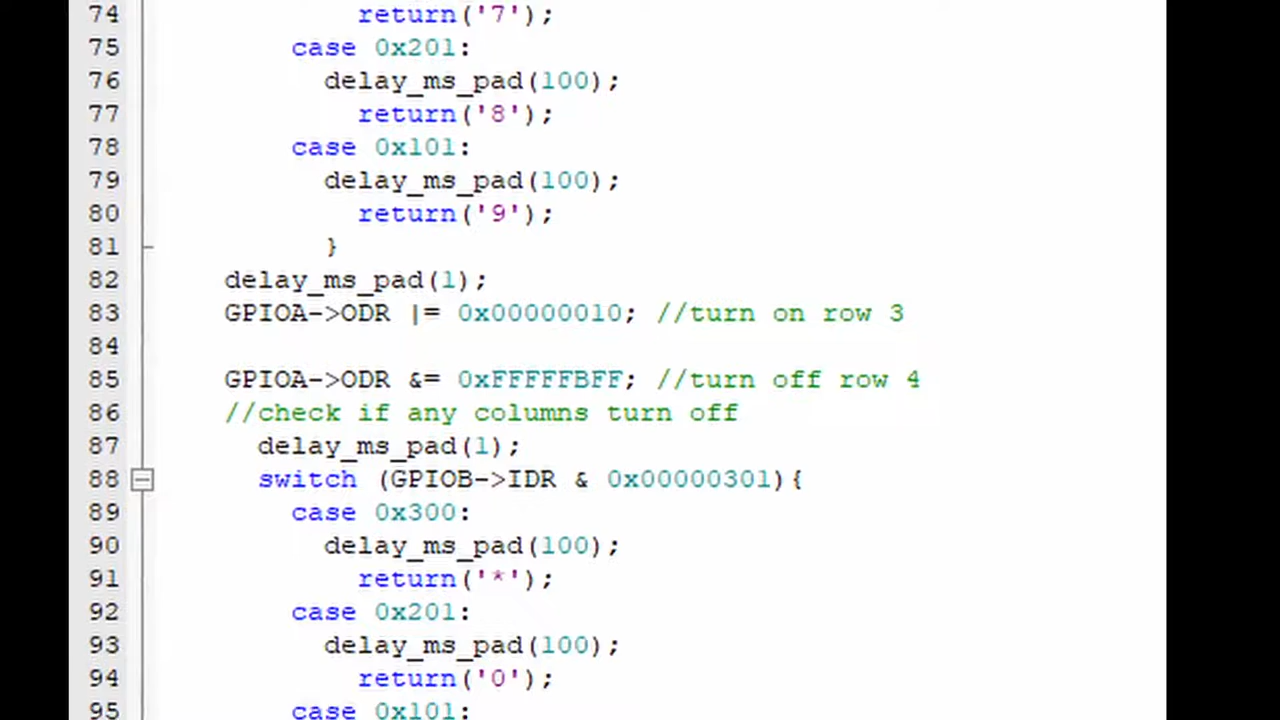 74 return('7');
75 case 0x201:
76 delay_ms_pad(100);
77 return('8');
78 case 0x101:
79 delay_ms_pad(100);
80 return('9');
81 }
82 delay_ms_pad(1);
83 GPIOA->ODR |= 0x00000010; //turn on row 3
84
85 GPIOA->ODR &= 0xFFFFFBFF; //turn off row 4
86 //check if any columns turn off
87 delay_ms_pad(1);
88 switch (GPIOB->IDR & 0x00000301){
89 case 0x300:
90 delay_ms_pad(100);
91 return('*');
92 case 0x201:
93 delay_ms_pad(100);
94 return('0');
95 case 0x101: